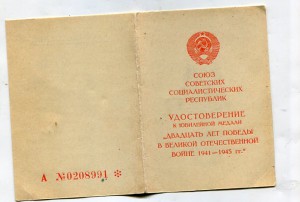 СОЮЗ
СОВЕТСКИХ
СОЦИАЛИСТИЧЕСКИХ
РЕСПУБЛИК
УДОСТОВЕРЕНИЕ
К ЮБИЛЕЙНОЙ МЕДАЛИ
„ДВАДЦАТЬ ЛЕТ ПОБЕДЫ
В ВЕЛИКОЙ ОТЕЧЕСТВЕННОЙ
ВОЙНЕ 1941—1945 гг.“
А №0208991 *